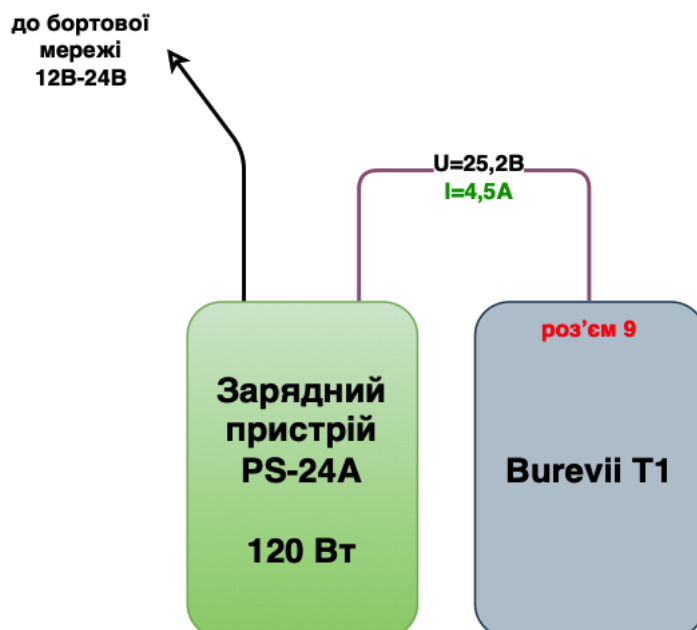 до бортової
мережі
12В-24В
U=25,2В
I=4,5А
роз’єм 9
Зарядний
пристрій
PS-24A
120 Вт
Burevii T1